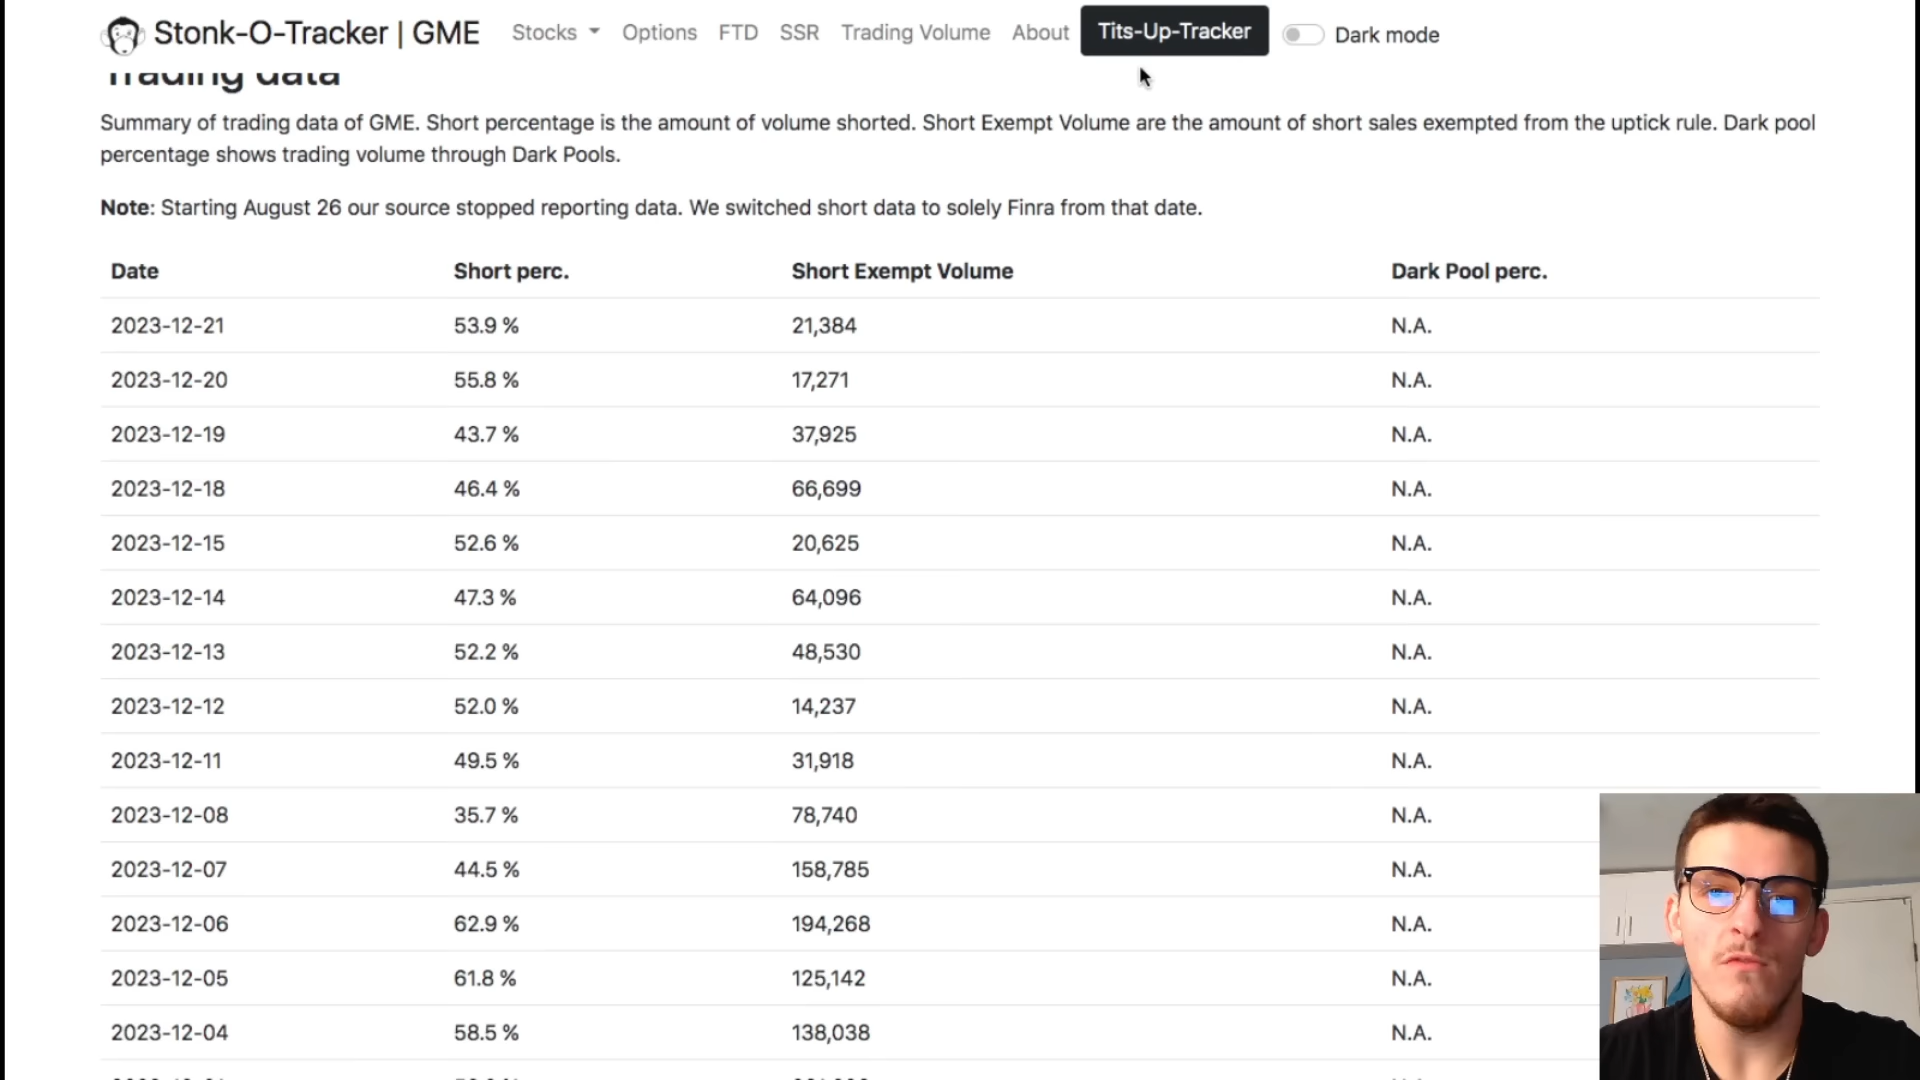 Stonk-O-Tracker | GME Stocks Options FTD SSR Trading Volume About Tits-Up-Tracker Dark mode
Trading data
Summary of trading data of GME. Short percentage is the amount of volume shorted. Short Exempt Volume are the amount of short sales exempted from the uptick rule. Dark pool
percentage shows trading volume through Dark Pools.
Note: Starting August 26 our source stopped reporting data. We switched short data to solely Finra from that date.
Date Short perc. Short Exempt Volume Dark Pool perc.
2023-12-21 53.9 % 21,384 N.A.
2023-12-20 55.8 % 17,271 N.A.
2023-12-19 43.7 % 37,925 N.A.
2023-12-18 46.4 % 66,699 N.A.
2023-12-15 52.6 % 20,625 N.A.
2023-12-14 47.3 % 64,096 N.A.
2023-12-13 52.2 % 48,530 N.A.
2023-12-12 52.0 % 14,237 N.A.
2023-12-11 49.5 % 31,918 N.A.
2023-12-08 35.7 % 78,740 N.A.
2023-12-07 44.5 % 158,785 N.A.
2023-12-06 62.9 % 194,268 N.A.
2023-12-05 61.8 % 125,142 N.A.
2023-12-04 58.5 % 138,038 N.A.